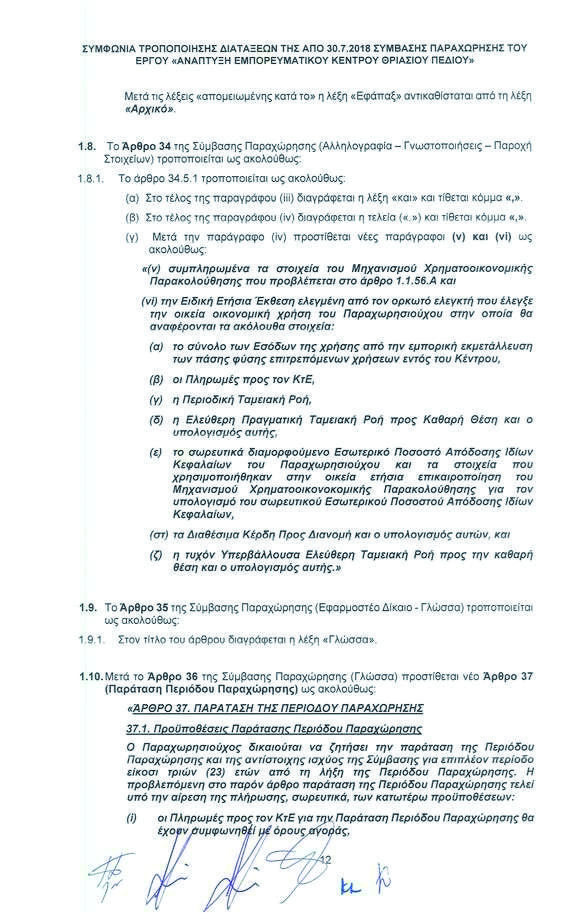 ΣΥΜΦΩΝΙΑ ΤΡΟΠΟΠΟΙΗΣΗΣ ΔΙΑΤΑΞΕΩΝ ΤΗΣ ΑΠΟ 30.7.2018 ΣΥΜΒΑΣΗΣ ΠΑΡΑΧΩΡΗΣΗΣ ΤΟΥ
ΕΡΓΟΥ «ΑΝΑΠΤΥΞΗ ΕΜΠΟΡΕΥΜΑΤΙΚΟΥ ΚΕΝΤΡΟΥ ΘΡΙΑΣΙΟΥ ΠΕΔΙΟΥ»
Μετά τις λέξεις «απομειωμένης κατά το» η λέξη «Εφάπαξ» αντικαθίσταται από τη λέξη
«Αρχικό».
1.8. Το Άρθρο 34 της Σύμβασης Παραχώρησης (Αλληλογραφία – Γνωστοποιήσεις – Παροχή
Στοιχείων) τροποποιείται ως ακολούθως:
1.8.1. Το άρθρο 34.5.1 τροποποιείται ως ακολούθως:
(α) Στο τέλος της παραγράφου (iii) διαγράφεται η λέξη «και» και τίθεται κόμμα «,».
(β) Στο τέλος της παραγράφου (iv) διαγράφεται η τελεία («.») και τίθεται κόμμα «,».
(γ) Μετά την παράγραφο (iv) προστίθεται νέες παράγραφοι (v) και (vi) ως
ακολούθως:
«(v) συμπληρωμένα τα στοιχεία του Μηχανισμού Χρηματοοικονομικής
Παρακολούθησης που προβλέπεται στο άρθρο 1.1.56.Α και
(vi) την Ειδική Ετήσια Έκθεση ελεγμένη από τον ορκωτό ελεγκτή που έλεγξε
την οικεία οικονομική χρήση του Παραχωρησιούχου στην οποία θα
αναφέρονται τα ακόλουθα στοιχεία:
(α) το σύνολο των Εσόδων της χρήσης από την εμπορική εκμετάλλευση
των πάσης φύσης επιτρεπόμενων χρήσεων εντός του Κέντρου,
(β) οι Πληρωμές προς τον ΚτΕ,
(γ) η Περιοδική Ταμειακή Ροή,
(δ) η Ελεύθερη Πραγματική Ταμειακή Ροή προς Καθαρή Θέση και ο
υπολογισμός αυτής,
(ε) το σωρευτικά διαμορφούμενο Εσωτερικό Ποσοστό Απόδοσης Ιδίων
Κεφαλαίων του Παραχωρησιούχου και τα στοιχεία που
χρησιμοποιήθηκαν στην οικεία ετήσια επικαιροποίηση του
Μηχανισμού Χρηματοοικονοκομικής Παρακολούθησης για τον
υπολογισμό του σωρευτικού Εσωτερικού Ποσοστού Απόδοσης Ιδίων
Κεφαλαίων,
(στ) τα Διαθέσιμα Κέρδη Προς Διανομή και ο υπολογισμός αυτών, και
(ζ) η τυχόν Υπερβάλλουσα Ελεύθερη Ταμειακή Ροή προς την καθαρή
θέση και ο υπολογισμός αυτής.»
1.9. Το Άρθρο 35 της Σύμβασης Παραχώρησης (Εφαρμοστέο Δίκαιο - Γλώσσα) τροποποιείται
ως ακολούθως:
1.9.1. Στον τίτλο του άρθρου διαγράφεται η λέξη «Γλώσσα».
1.10. Μετά το Άρθρο 36 της Σύμβασης Παραχώρησης (Γλώσσα) προστίθεται νέο Άρθρο 37
(Παράταση Περιόδου Παραχώρησης) ως ακολούθως:
«ΑΡΘΡΟ 37. ΠΑΡΑΤΑΣΗ ΤΗΣ ΠΕΡΙΟΔΟΥ ΠΑΡΑΧΩΡΗΣΗΣ
37.1. Προϋποθέσεις Παράτασης Περιόδου Παραχώρησης
Ο Παραχωρησιούχος δικαιούται να ζητήσει την παράταση της Περιόδου
Παραχώρησης και της αντίστοιχης ισχύος της Σύμβασης για επιπλέον περίοδο
είκοσι τριών (23) ετών από τη λήξη της Περιόδου Παραχώρησης. Η
προβλεπόμενη στο παρόν άρθρο παράταση της Περιόδου Παραχώρησης τελεί
υπό την αίρεση της πλήρωσης, σωρευτικά, των κατωτέρω προϋποθέσεων:
(i) οι Πληρωμές προς τον ΚτΕ για την Παράταση Περιόδου Παραχώρησης θα
έχουν συμφωνηθεί με όρους αγοράς,
12